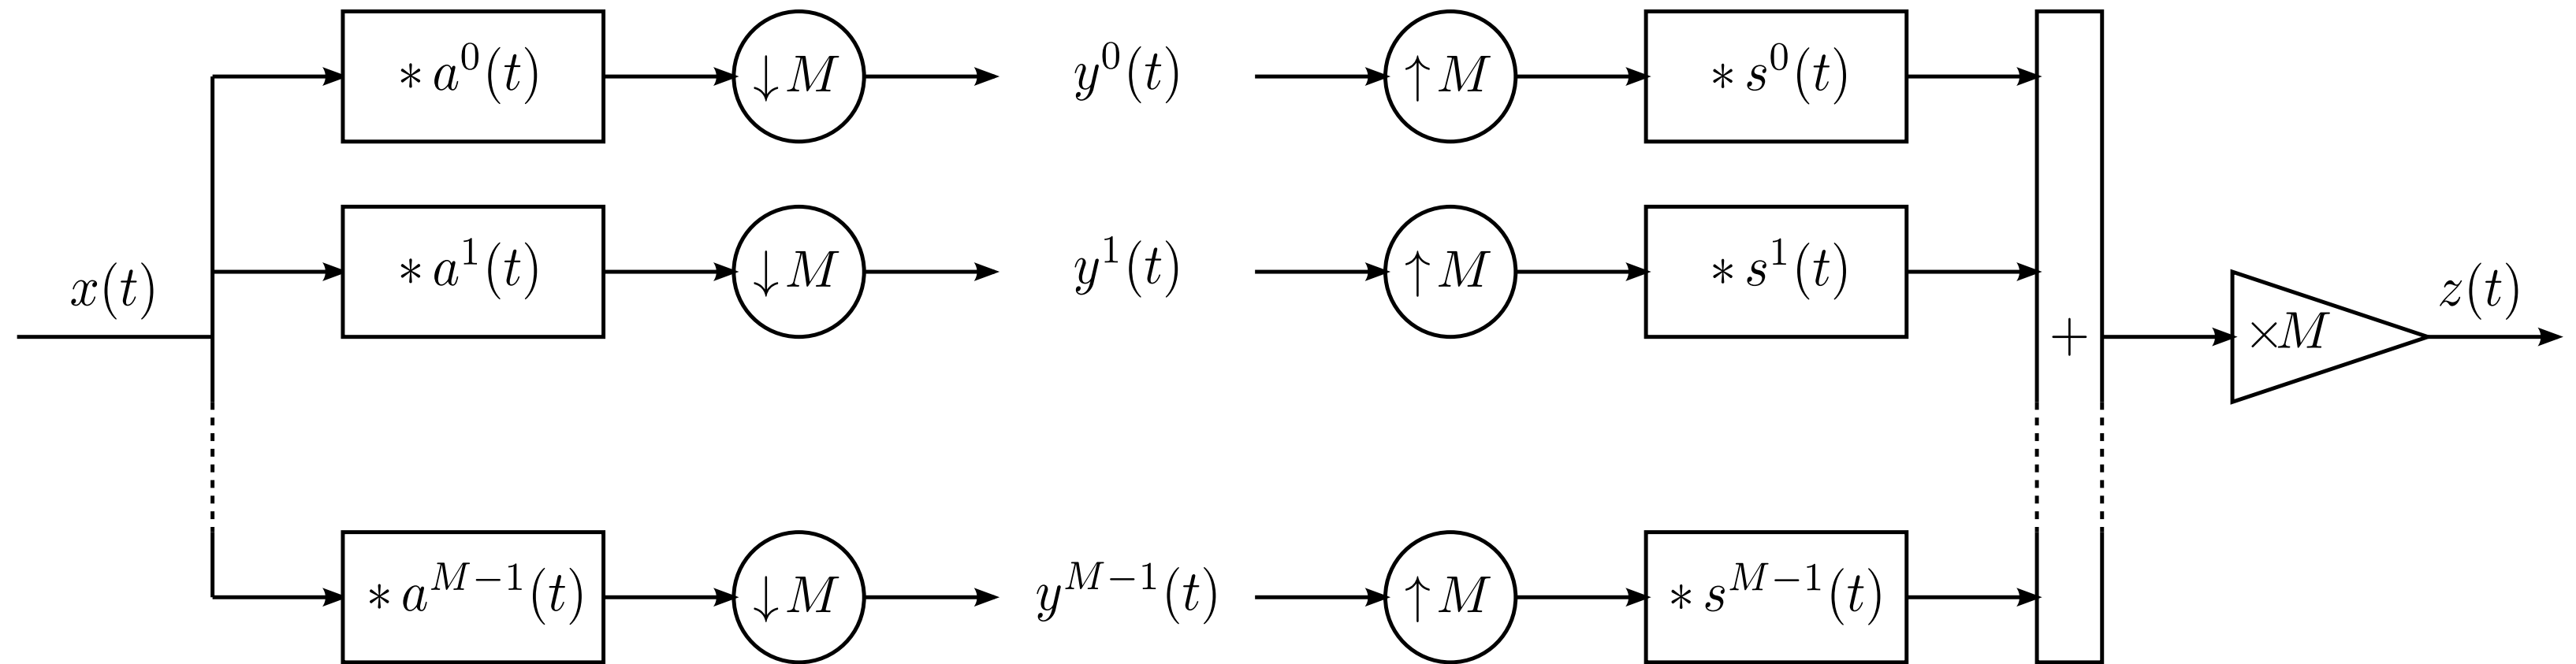 * a^0(t) ↓M y^0(t) ↑M * s^0(t)
* a^1(t) ↓M y^1(t) ↑M * s^1(t)
x(t) + ×M z(t)
* a^{M−1}(t) ↓M y^{M−1}(t) ↑M * s^{M−1}(t)